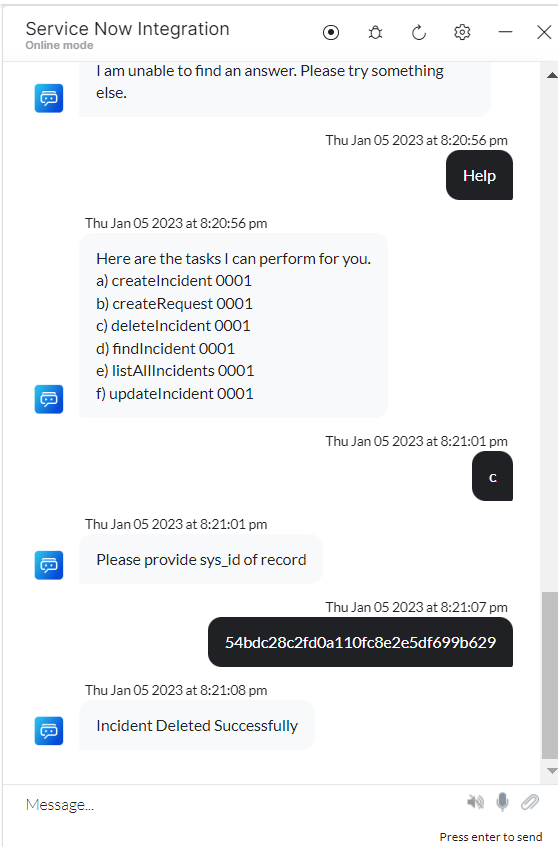 Service Now Integration
Online mode
I am unable to find an answer. Please try something
else.
Thu Jan 05 2023 at 8:20:56 pm
Help
Thu Jan 05 2023 at 8:20:56 pm
Here are the tasks I can perform for you.
a) createIncident 0001
b) createRequest 0001
c) deleteIncident 0001
d) findIncident 0001
e) listAllIncidents 0001
f) updateIncident 0001
Thu Jan 05 2023 at 8:21:01 pm
c
Thu Jan 05 2023 at 8:21:01 pm
Please provide sys_id of record
Thu Jan 05 2023 at 8:21:07 pm
54bdc28c2fd0a110fc8e2e5df699b629
Thu Jan 05 2023 at 8:21:08 pm
Incident Deleted Successfully
Message...
Press enter to send